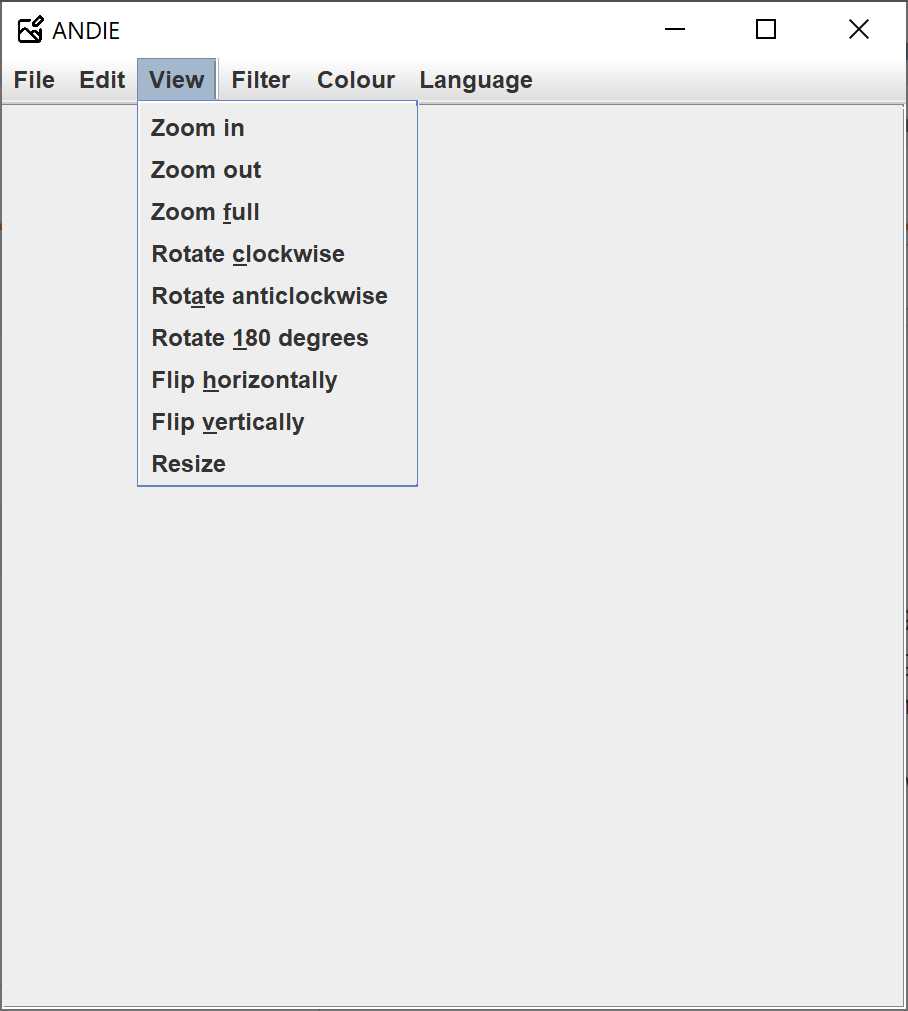 ANDIE
File Edit View Filter Colour Language
Zoom in
Zoom out
Zoom full
Rotate clockwise
Rotate anticlockwise
Rotate 180 degrees
Flip horizontally
Flip vertically
Resize